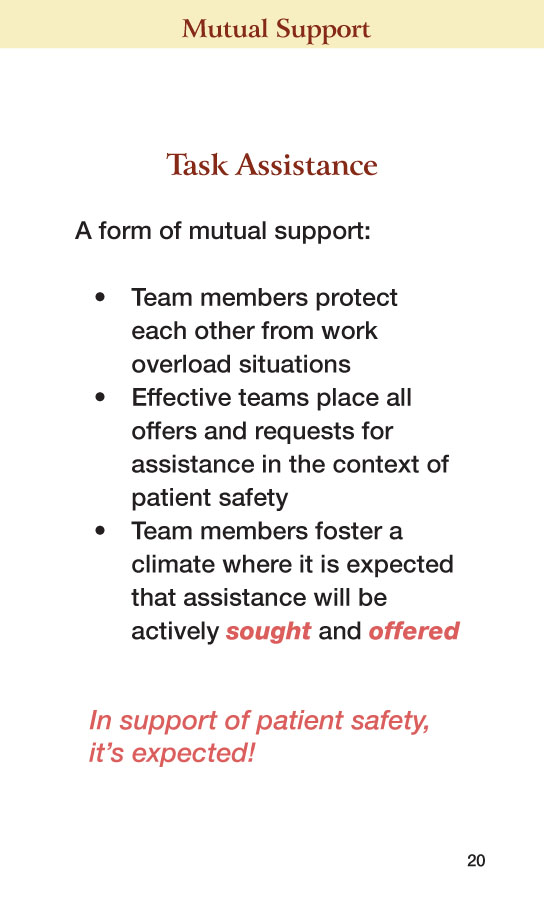 Mutual Support
Task Assistance
A form of mutual support:
• Team members protect
each other from work
overload situations
• Effective teams place all
offers and requests for
assistance in the context of
patient safety
• Team members foster a
climate where it is expected
that assistance will be
actively sought and offered
In support of patient safety,
it’s expected!
20